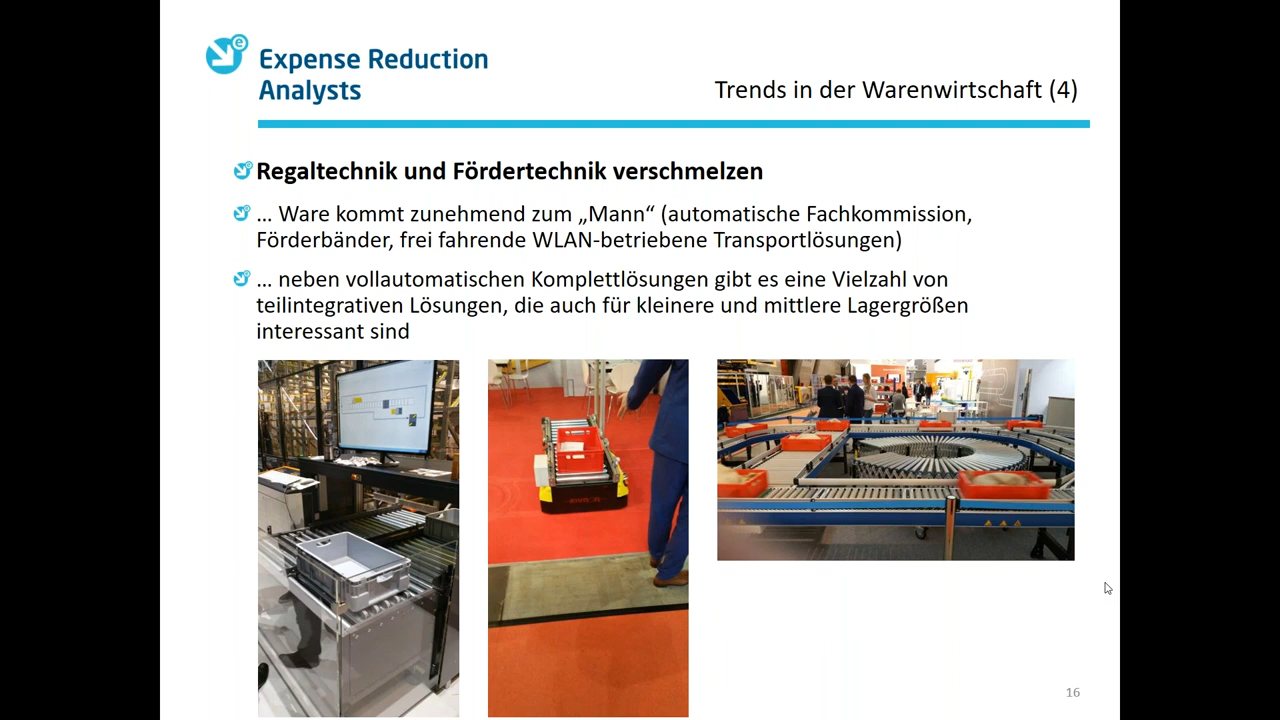 Expense Reduction
Analysts
Trends in der Warenwirtschaft (4)
Regaltechnik und Fördertechnik verschmelzen
… Ware kommt zunehmend zum „Mann“ (automatische Fachkommission,
Förderbänder, frei fahrende WLAN-betriebene Transportlösungen)
… neben vollautomatischen Komplettlösungen gibt es eine Vielzahl von
teilintegrativen Lösungen, die auch für kleinere und mittlere Lagergrößen
interessant sind
16